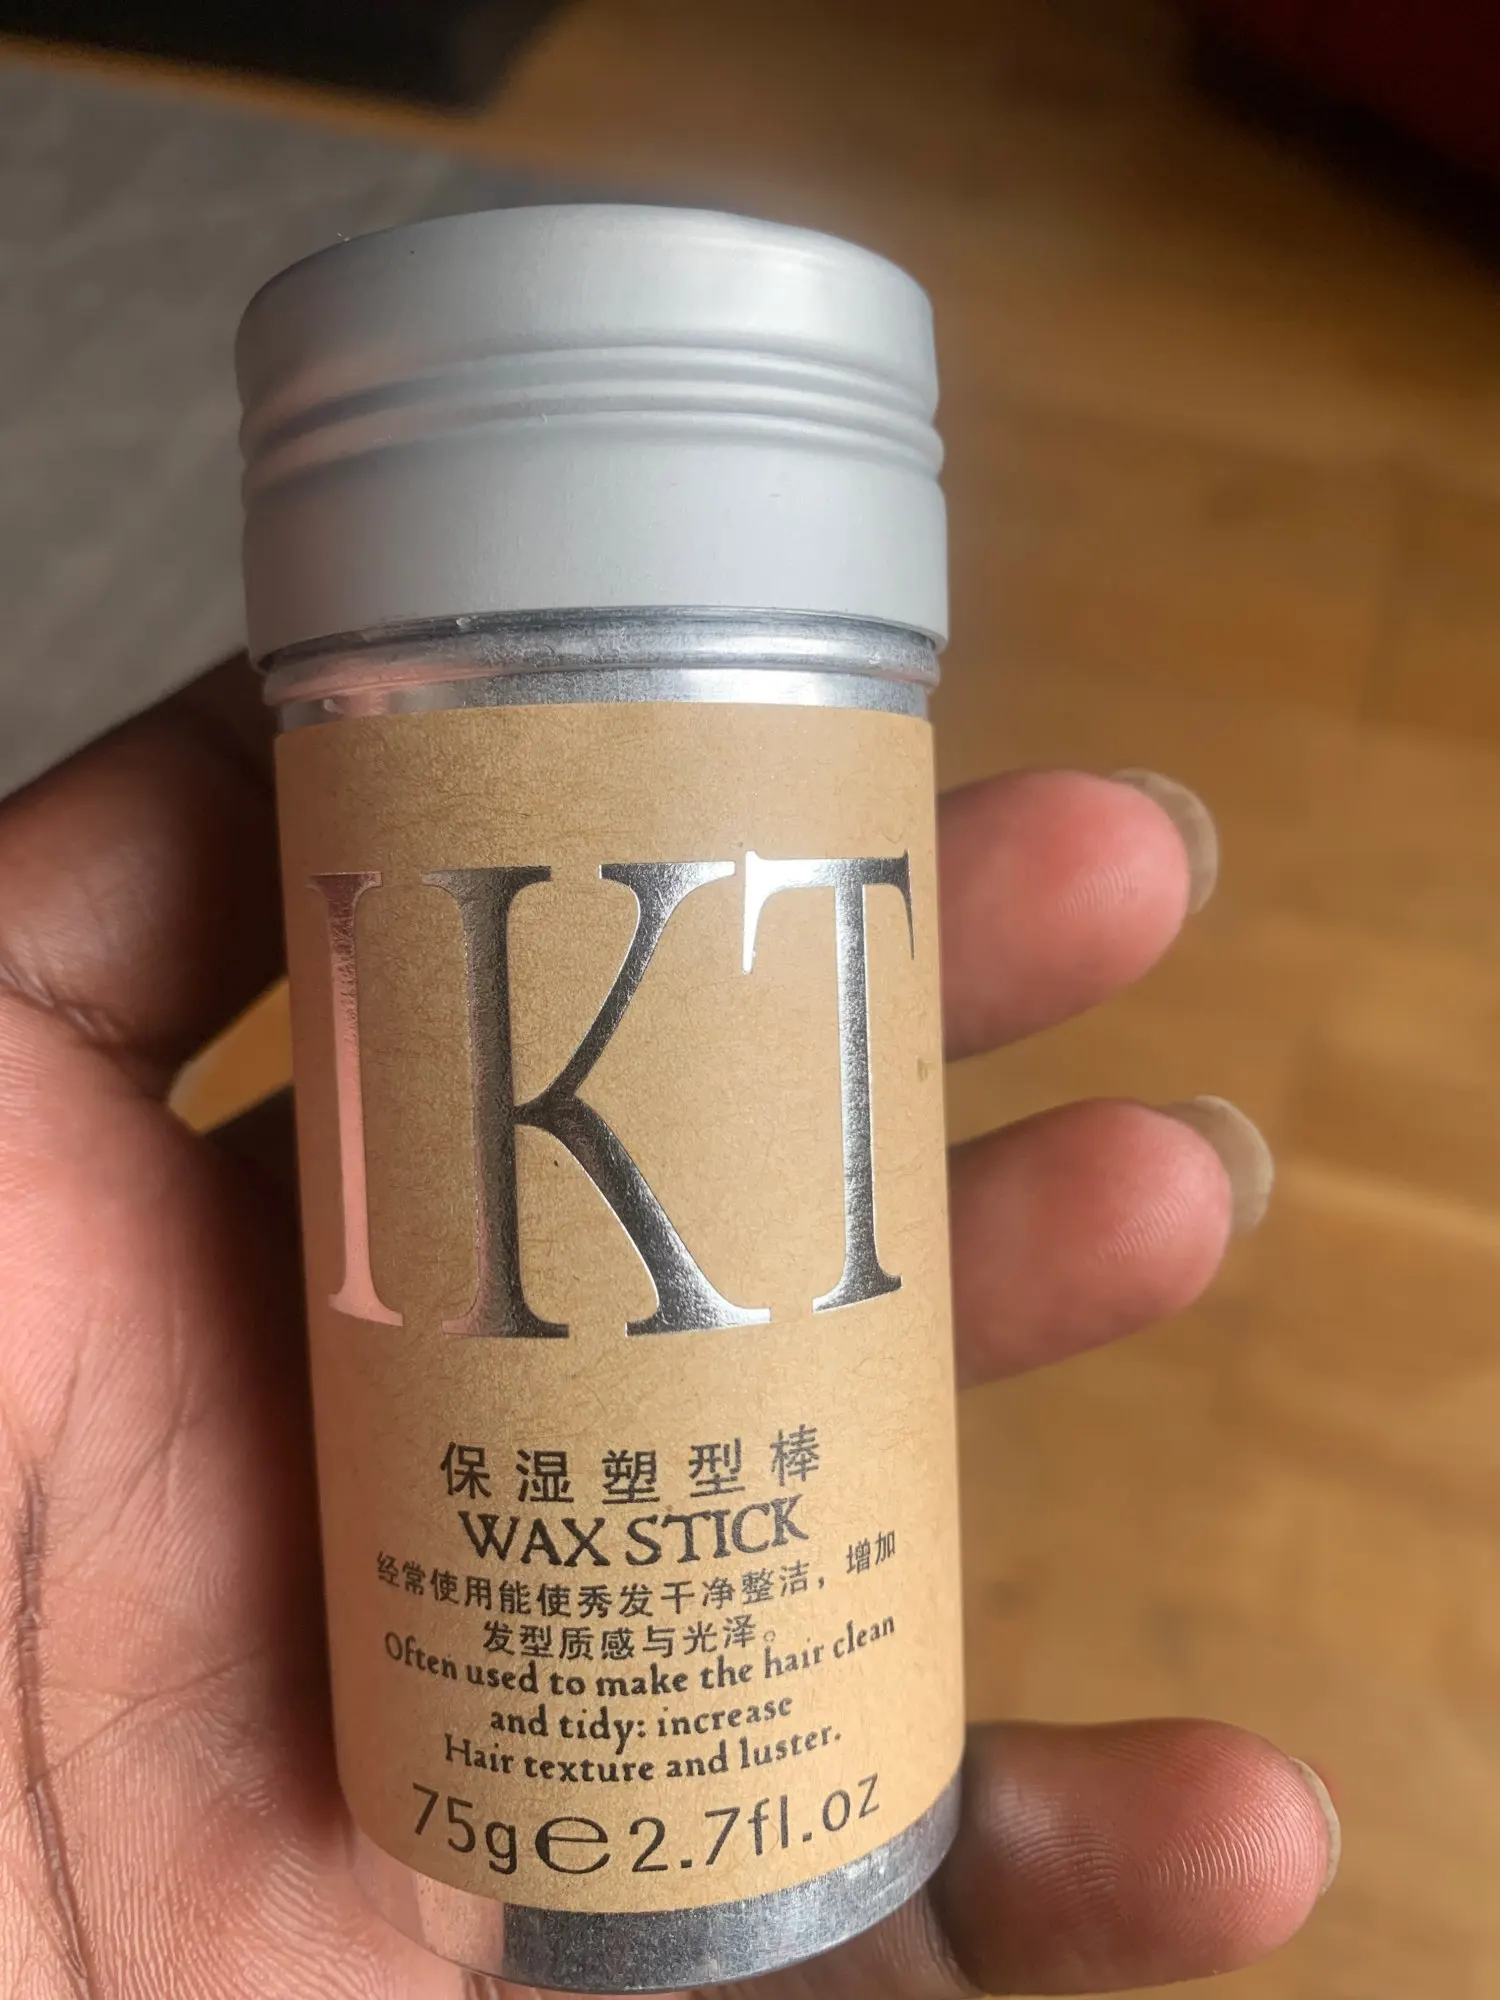 IKT
保湿塑型棒
WAX STICK
经常使用能使秀发干净整洁，增加
发型质感与光泽。
Often used to make the hair clean
and tidy: increase
Hair texture and luster.
75g℮2.7fl.oz